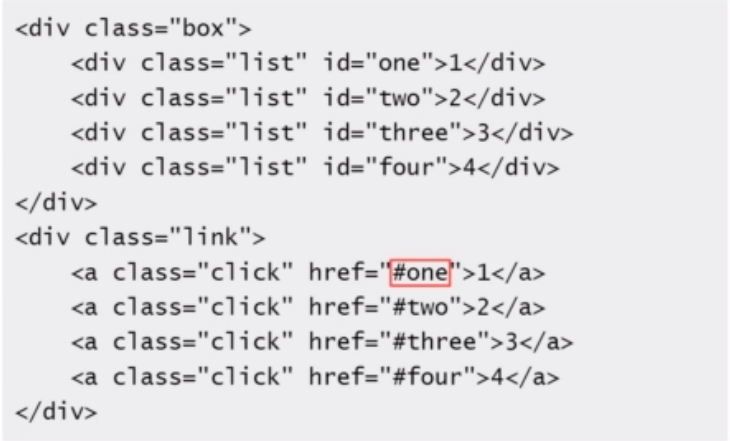 <div class="box">
    <div class="list" id="one">1</div>
    <div class="list" id="two">2</div>
    <div class="list" id="three">3</div>
    <div class="list" id="four">4</div>
</div>
<div class="link">
    <a class="click" href="#one">1</a>
    <a class="click" href="#two">2</a>
    <a class="click" href="#three">3</a>
    <a class="click" href="#four">4</a>
</div>